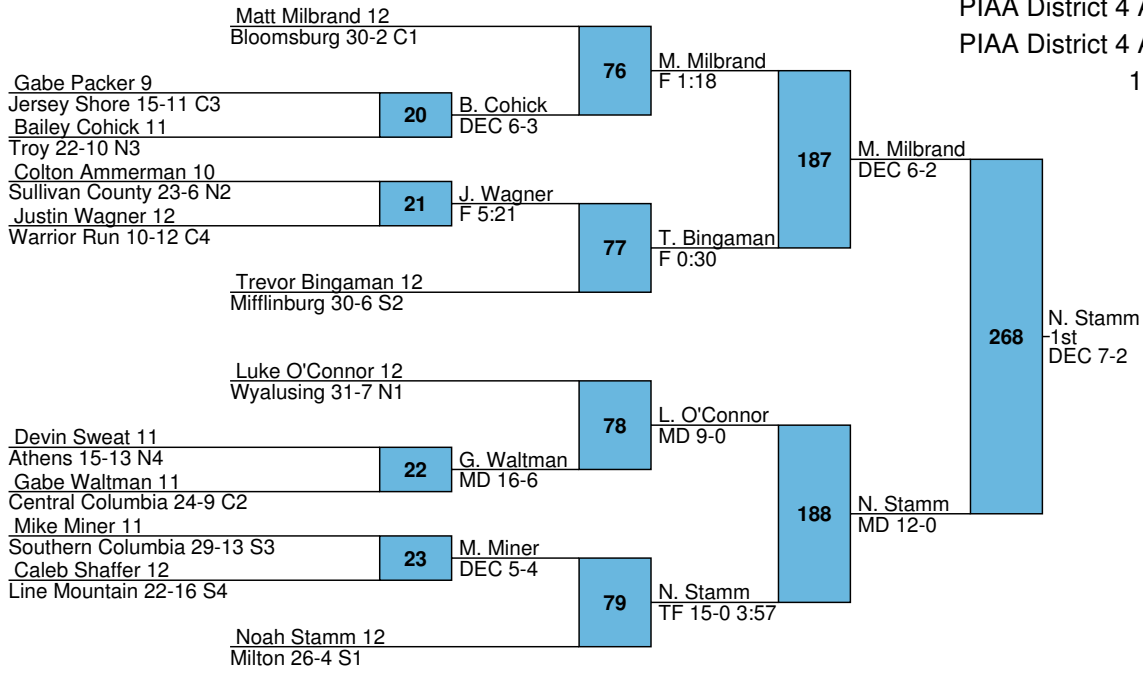 PIAA District 4 A
PIAA District 4 A
1
Matt Milbrand 12
Bloomsburg 30-2 C1
76
M. Milbrand
F 1:18
Gabe Packer 9
Jersey Shore 15-11 C3
20
B. Cohick
DEC 6-3
Bailey Cohick 11
Troy 22-10 N3
187
M. Milbrand
DEC 6-2
Colton Ammerman 10
Sullivan County 23-6 N2
21
J. Wagner
F 5:21
Justin Wagner 12
Warrior Run 10-12 C4
77
T. Bingaman
F 0:30
Trevor Bingaman 12
Mifflinburg 30-6 S2
268
N. Stamm
1st
DEC 7-2
Luke O'Connor 12
Wyalusing 31-7 N1
78
L. O'Connor
MD 9-0
Devin Sweat 11
Athens 15-13 N4
22
G. Waltman
MD 16-6
Gabe Waltman 11
Central Columbia 24-9 C2
188
N. Stamm
MD 12-0
Mike Miner 11
Southern Columbia 29-13 S3
23
M. Miner
DEC 5-4
Caleb Shaffer 12
Line Mountain 22-16 S4
79
N. Stamm
TF 15-0 3:57
Noah Stamm 12
Milton 26-4 S1